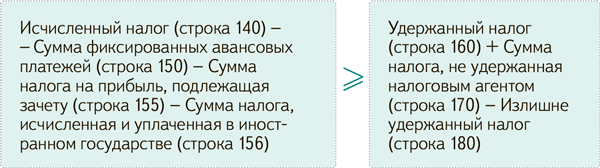 Исчисленный налог (строка 140) –
– Сумма фиксированных авансовых
платежей (строка 150) – Сумма
налога на прибыль, подлежащая
зачету (строка 155) – Сумма налога,
исчисленная и уплаченная в иност-
ранном государстве (строка 156)
⩾
Удержанный налог
(строка 160) + Сумма
налога, не удержанная
налоговым агентом
(строка 170) – Излишне
удержанный налог
(строка 180)